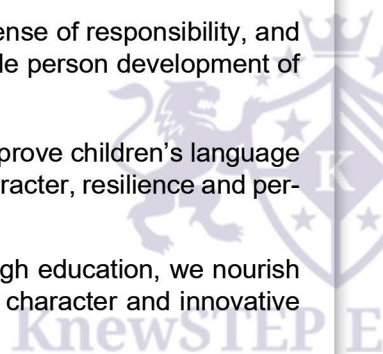 ense of responsibility, and
le person development of
prove children's language
racter, resilience and per-
gh education, we nourish
character and innovative
K
KnewSTEP E